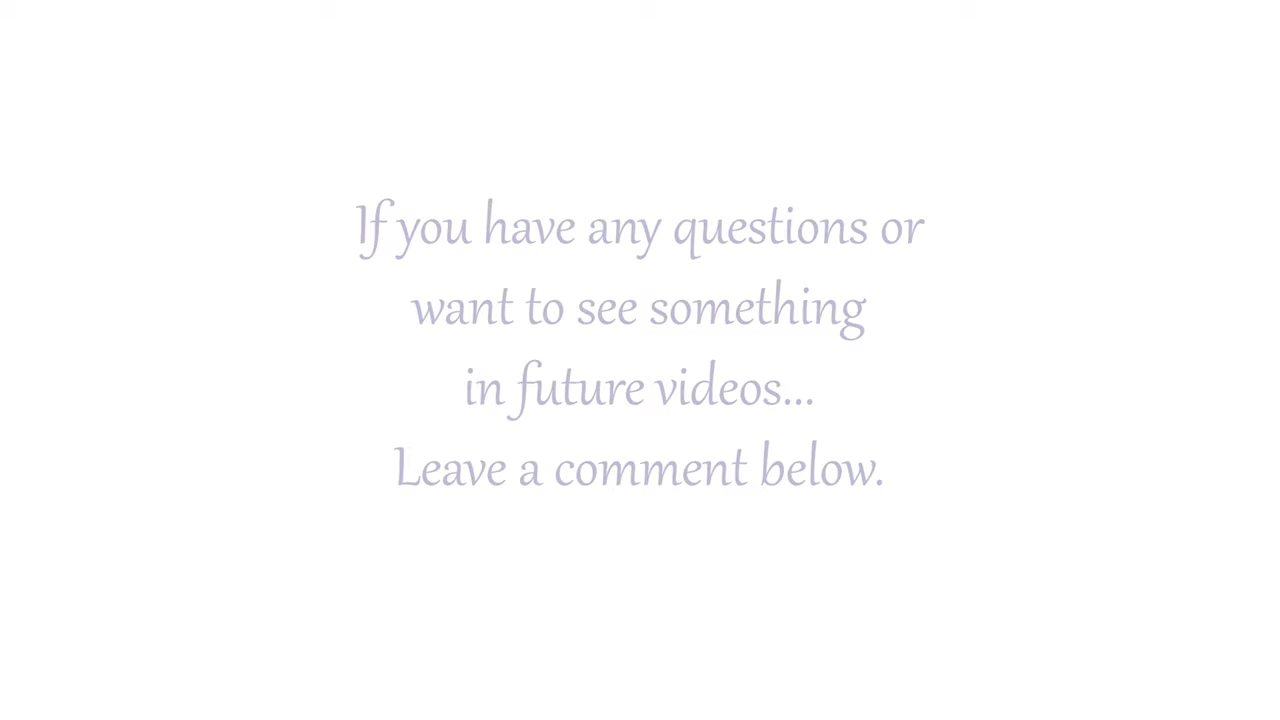 If you have any questions or
want to see something
in future videos...
Leave a comment below.